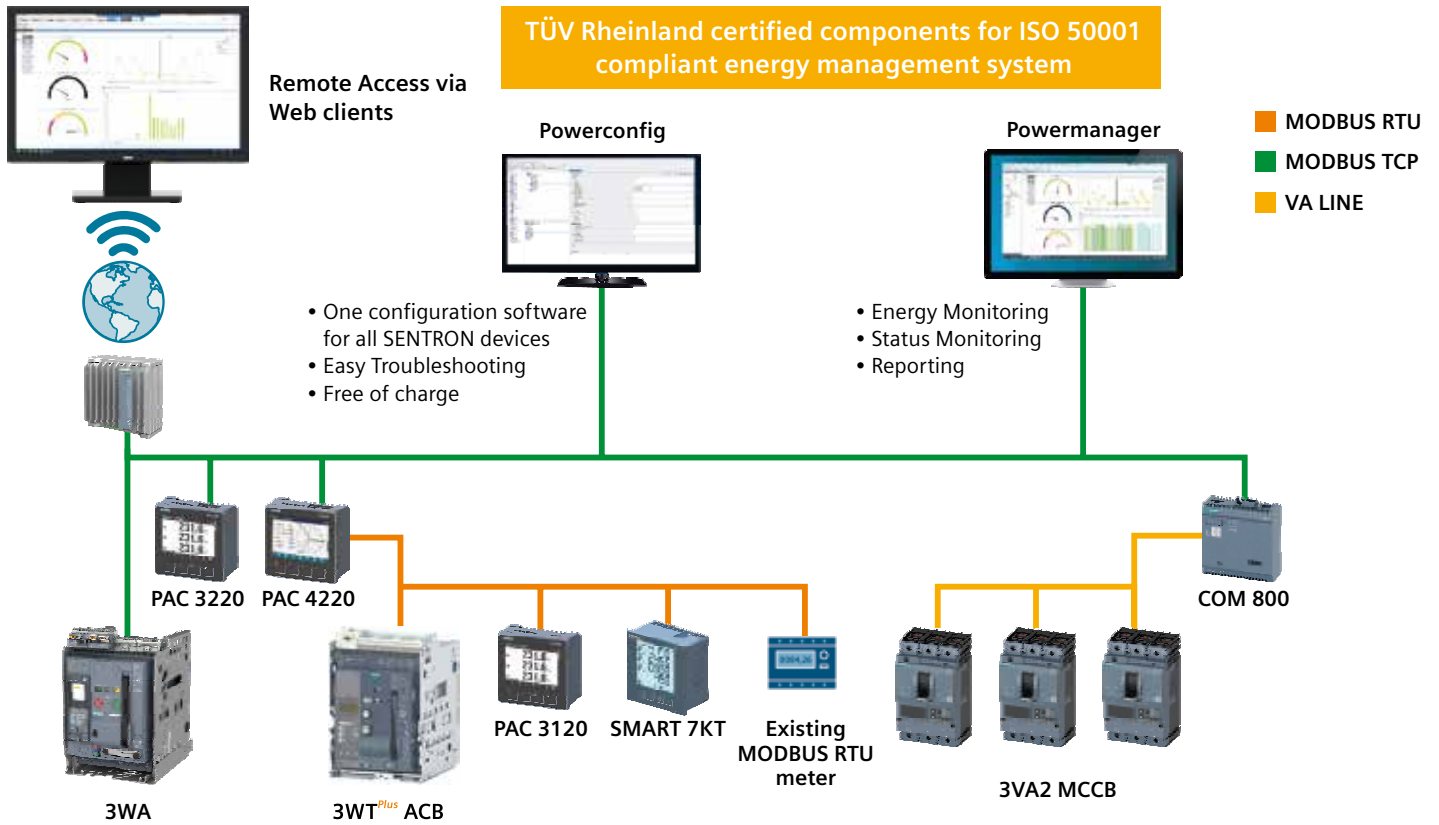 TÜV Rheinland certified components for ISO 50001
compliant energy management system
Remote Access via
Web clients
Powerconfig
Powermanager
MODBUS RTU
MODBUS TCP
VA LINE
• One configuration software
for all SENTRON devices
• Easy Troubleshooting
• Free of charge
• Energy Monitoring
• Status Monitoring
• Reporting
PAC 3220
PAC 4220
COM 800
PAC 3120
SMART 7KT
Existing
MODBUS RTU
meter
3VA2 MCCB
3WA
3WTPlus ACB